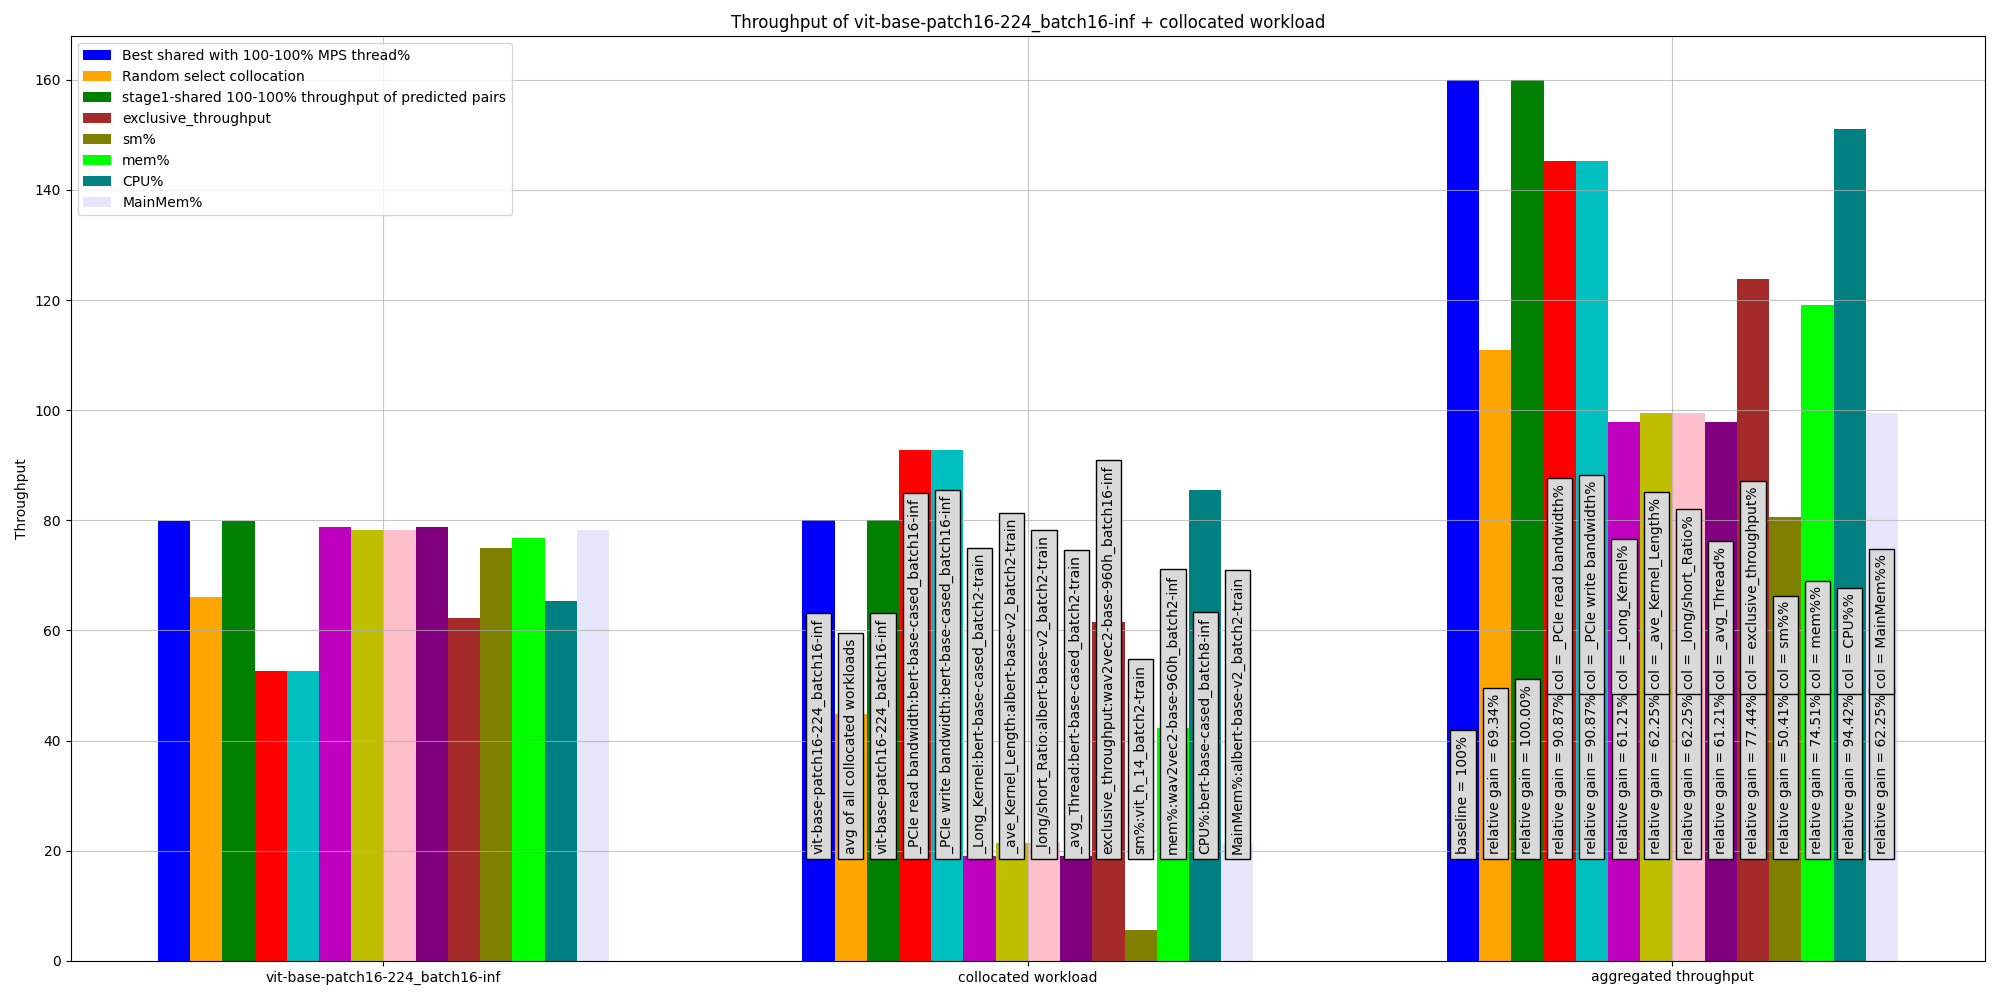 Throughput of vit-base-patch16-224_batch16-inf + collocated workload
Best shared with 100-100% MPS thread%
Random select collocation
stage1-shared 100-100% throughput of predicted pairs
exclusive_throughput
sm%
mem%
CPU%
MainMem%
Throughput
160
140
120
100
80
60
40
20
0
vit-base-patch16-224_batch16-inf
avg of all collocated workloads
vit-base-patch16-224_batch16-inf
_PCIe read bandwidth:bert-base-cased_batch16-inf
_PCIe write bandwidth:bert-base-cased_batch16-inf
_Long_Kernel:bert-base-cased_batch2-train
_ave_Kernel_Length:albert-base-v2_batch2-train
_long/short_Ratio:albert-base-v2_batch2-train
_avg_Thread:bert-base-cased_batch2-train
exclusive_throughput:wav2vec2-base-960h_batch16-inf
sm%:vit_h_14_batch2-train
mem%:wav2vec2-base-960h_batch2-inf
CPU%:bert-base-cased_batch8-inf
MainMem%:albert-base-v2_batch2-train
baseline = 100%
relative gain = 69.34%
relative gain = 100.00%
relative gain = 90.87% col = _PCIe read bandwidth%
relative gain = 90.87% col = _PCIe write bandwidth%
relative gain = 61.21% col = _Long_Kernel%
relative gain = 62.25% col = _ave_Kernel_Length%
relative gain = 62.25% col = _long/short_Ratio%
relative gain = 61.21% col = _avg_Thread%
relative gain = 77.44% col = exclusive_throughput%
relative gain = 50.41% col = sm%%
relative gain = 74.51% col = mem%%
relative gain = 94.42% col = CPU%%
relative gain = 62.25% col = MainMem%%
vit-base-patch16-224_batch16-inf
collocated workload
aggregated throughput